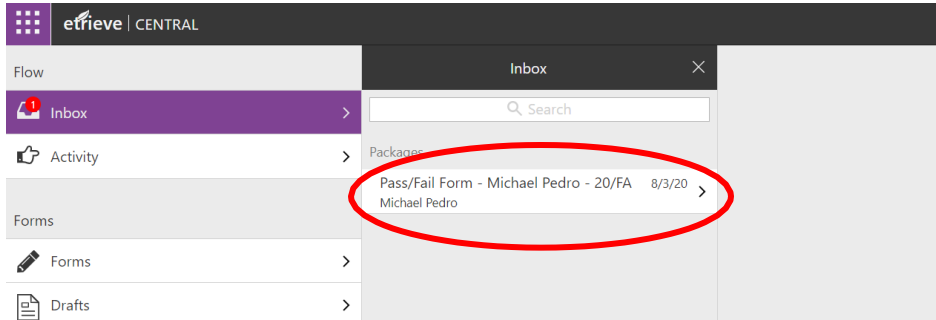 etrieve | CENTRAL
Flow
1
Inbox
Activity
Forms
Forms
Drafts
Inbox
Search
Packages
Pass/Fail Form - Michael Pedro - 20/FA 8/3/20
Michael Pedro